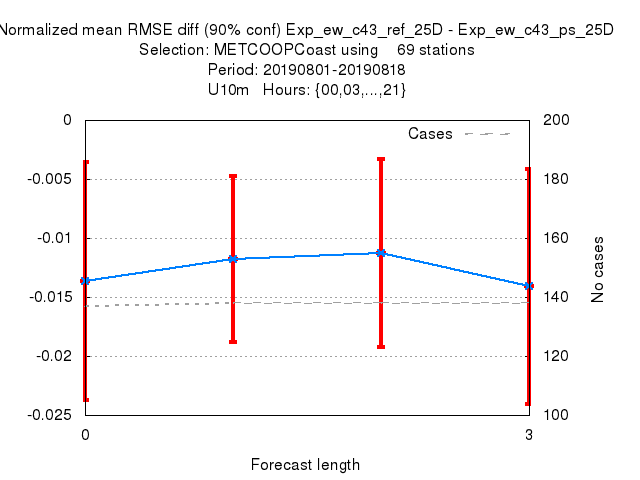 Normalized mean RMSE diff (90% conf) Exp_ew_c43_ref_25D - Exp_ew_c43_ps_25D
Selection: METCOOPCoast using 69 stations
Period: 20190801-20190818
U10m Hours: {00,03,...,21}
Cases
0
-0.005
-0.01
-0.015
-0.02
-0.025
200
180
160
140
120
100
No cases
0
3
Forecast length